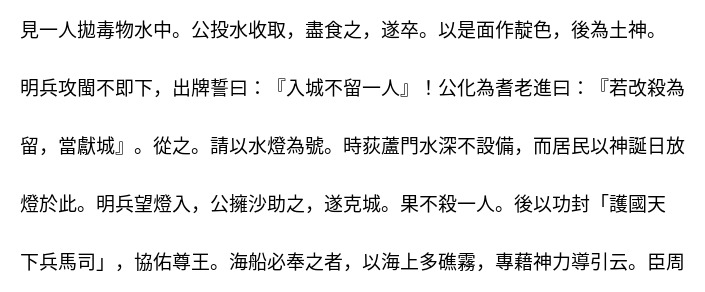 見一人拋毒物水中。公投水收取，盡食之，遂卒。以是面作靛色，後為土神。
明兵攻閩不即下，出牌誓曰：『入城不留一人』！公化為耆老進曰：『若改殺為
留，當獻城』。從之。請以水燈為號。時荻蘆門水深不設備，而居民以神誕日放
燈於此。明兵望燈入，公擁沙助之，遂克城。果不殺一人。後以功封「護國天
下兵馬司」，協佑尊王。海船必奉之者，以海上多礁霧，專藉神力導引云。臣周